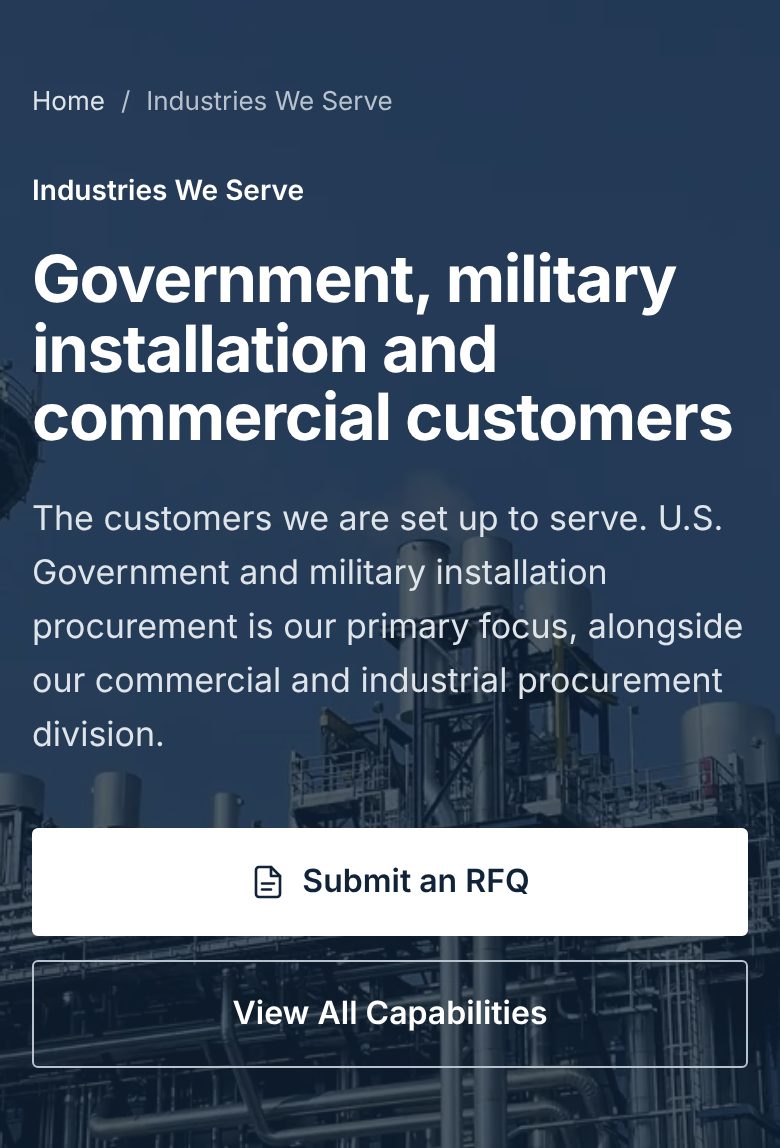 Home / Industries We Serve
Industries We Serve
Government, military
installation and
commercial customers
The customers we are set up to serve. U.S.
Government and military installation
procurement is our primary focus, alongside
our commercial and industrial procurement
division.
Submit an RFQ
View All Capabilities